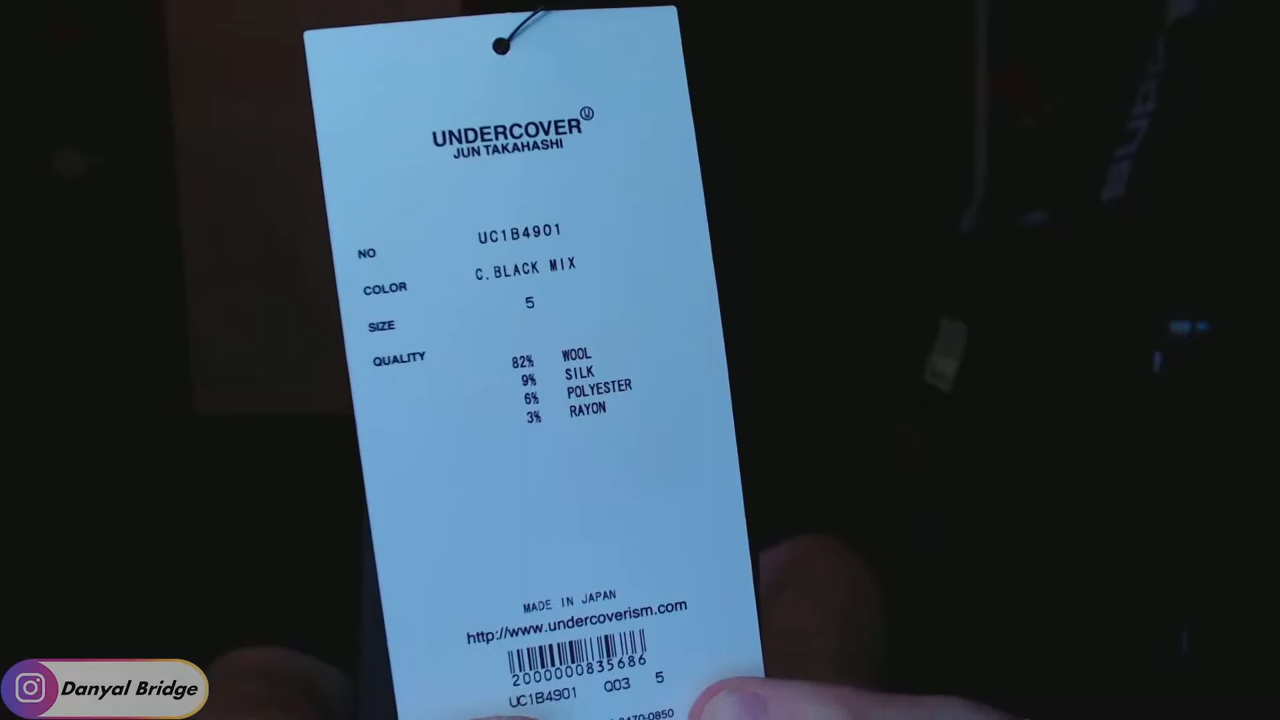 UNDERCOVER
JUN TAKAHASHI
NO UC1B4901
COLOR C.BLACK MIX
SIZE 5
QUALITY 82% WOOL
9% SILK
6% POLYESTER
3% RAYON
MADE IN JAPAN
http://www.undercoverism.com
2000000835686
UC1B4901 Q03 5
Danyal Bridge